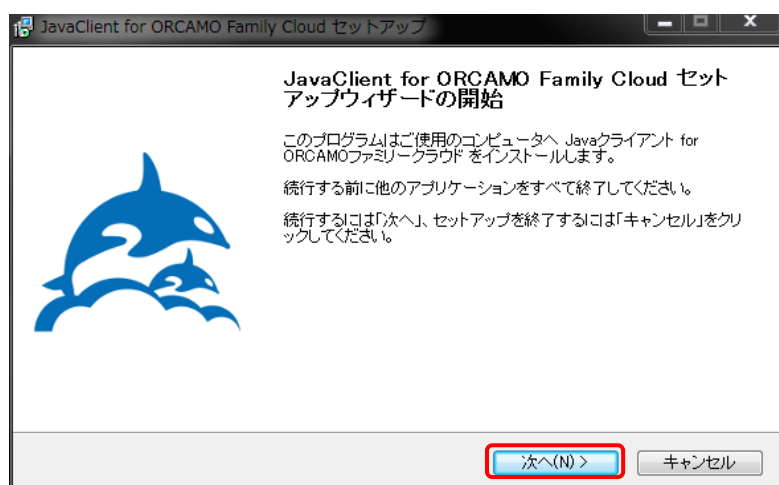 JavaClient for ORCAMO Family Cloud セットアップ
JavaClient for ORCAMO Family Cloud セット
アップウィザードの開始
このプログラムはご使用のコンピュータへ Javaクライアント for
ORCAMOファミリークラウド をインストールします。
続行する前に他のアプリケーションをすべて終了してください。
続行するには「次へ」、セットアップを終了するには「キャンセル」をクリ
ックしてください。
次へ(N) >
キャンセル